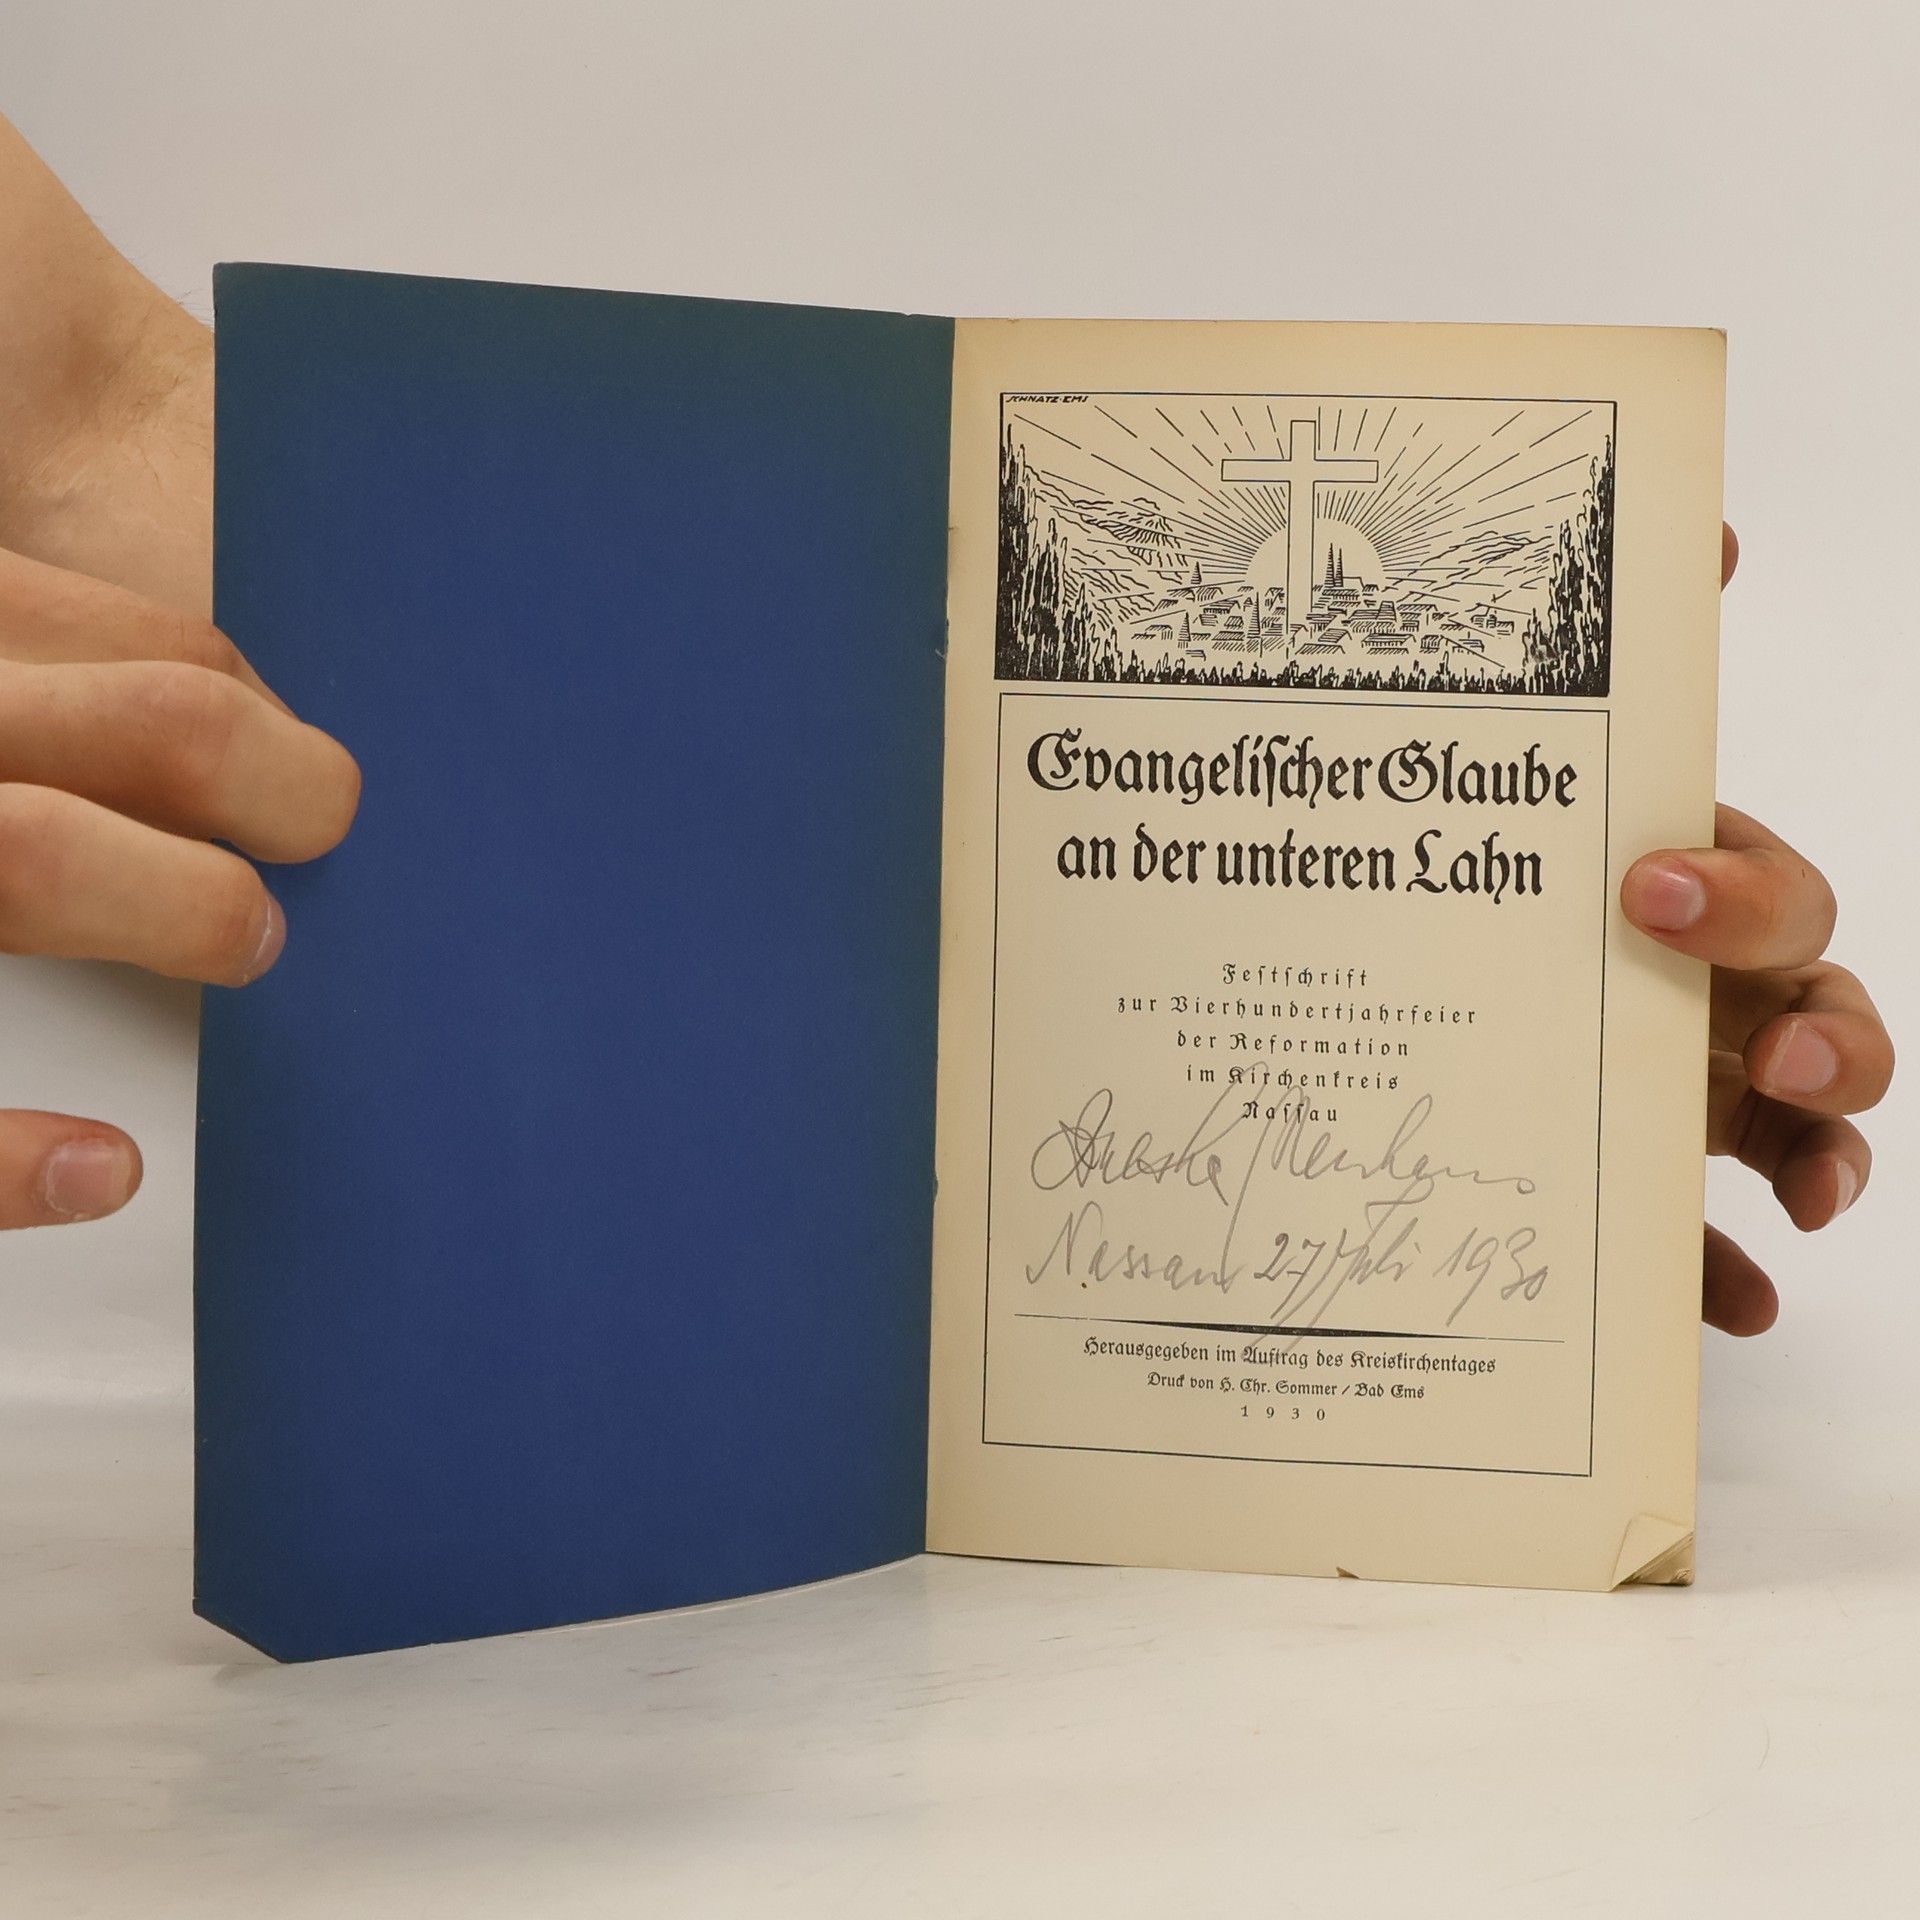 SCHNATZ·EMS
Evangelischer Glaube
an der unteren Lahn
Festschrift
zur Vierhundertjahrfeier
der Reformation
im Kirchenkreis
Nassau
Neuhaus
Nassau 27/Juli 1930
Herausgegeben im Auftrag des Kreiskirchentages
Druck von H. Chr. Sommer / Bad Ems
1930